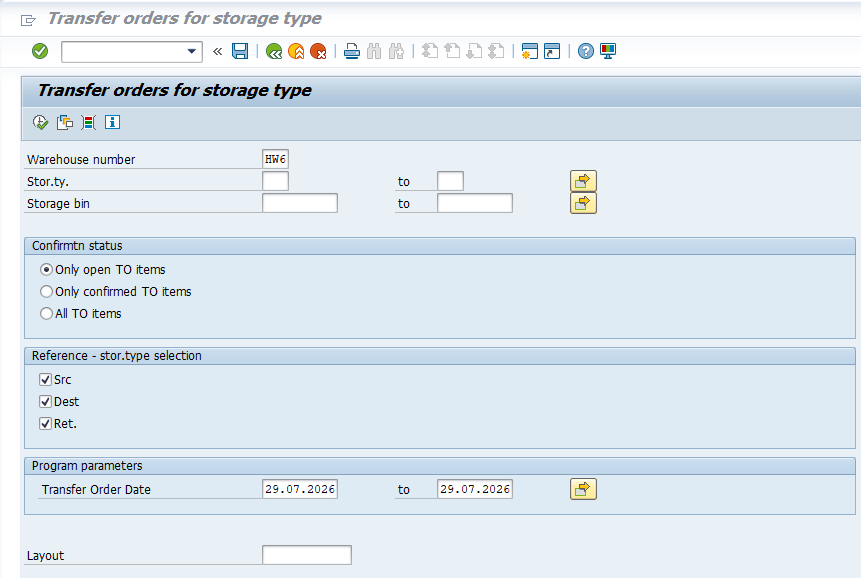 Transfer orders for storage type
Transfer orders for storage type
Warehouse number HW6
Stor.ty. to
Storage bin to
Confirmtn status
Only open TO items
Only confirmed TO items
All TO items
Reference - stor.type selection
Src
Dest
Ret.
Program parameters
Transfer Order Date 29.07.2026 to 29.07.2026
Layout